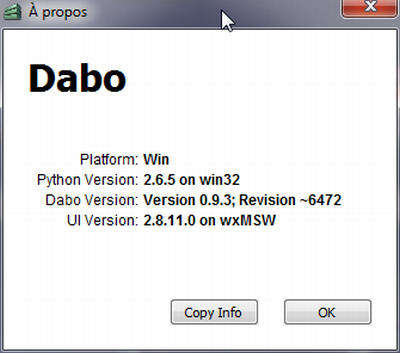 À propos
Dabo
Platform: Win
Python Version: 2.6.5 on win32
Dabo Version: Version 0.9.3; Revision ~6472
UI Version: 2.8.11.0 on wxMSW
Copy Info OK